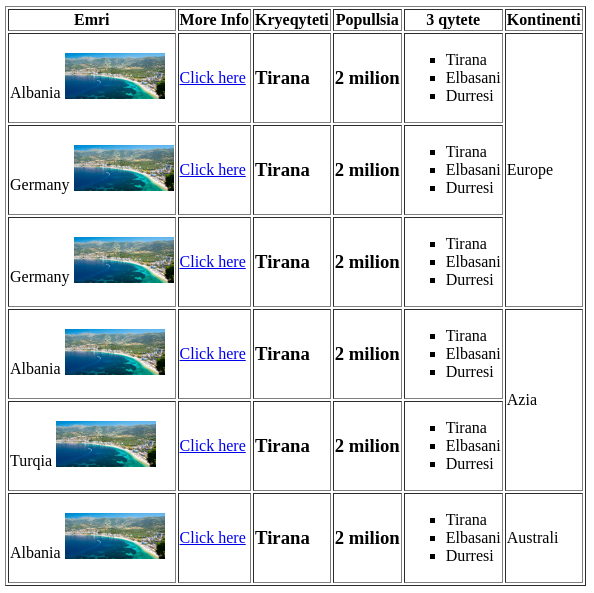 Emri More Info Kryeqyteti Popullsia 3 qytete Kontinenti
Albania Click here Tirana 2 milion
Tirana
Elbasani
Durresi
Europe
Germany Click here Tirana 2 milion
Tirana
Elbasani
Durresi
Germany Click here Tirana 2 milion
Tirana
Elbasani
Durresi
Albania Click here Tirana 2 milion
Tirana
Elbasani
Durresi
Azia
Turqia Click here Tirana 2 milion
Tirana
Elbasani
Durresi
Albania Click here Tirana 2 milion
Tirana
Elbasani
Durresi
Australi